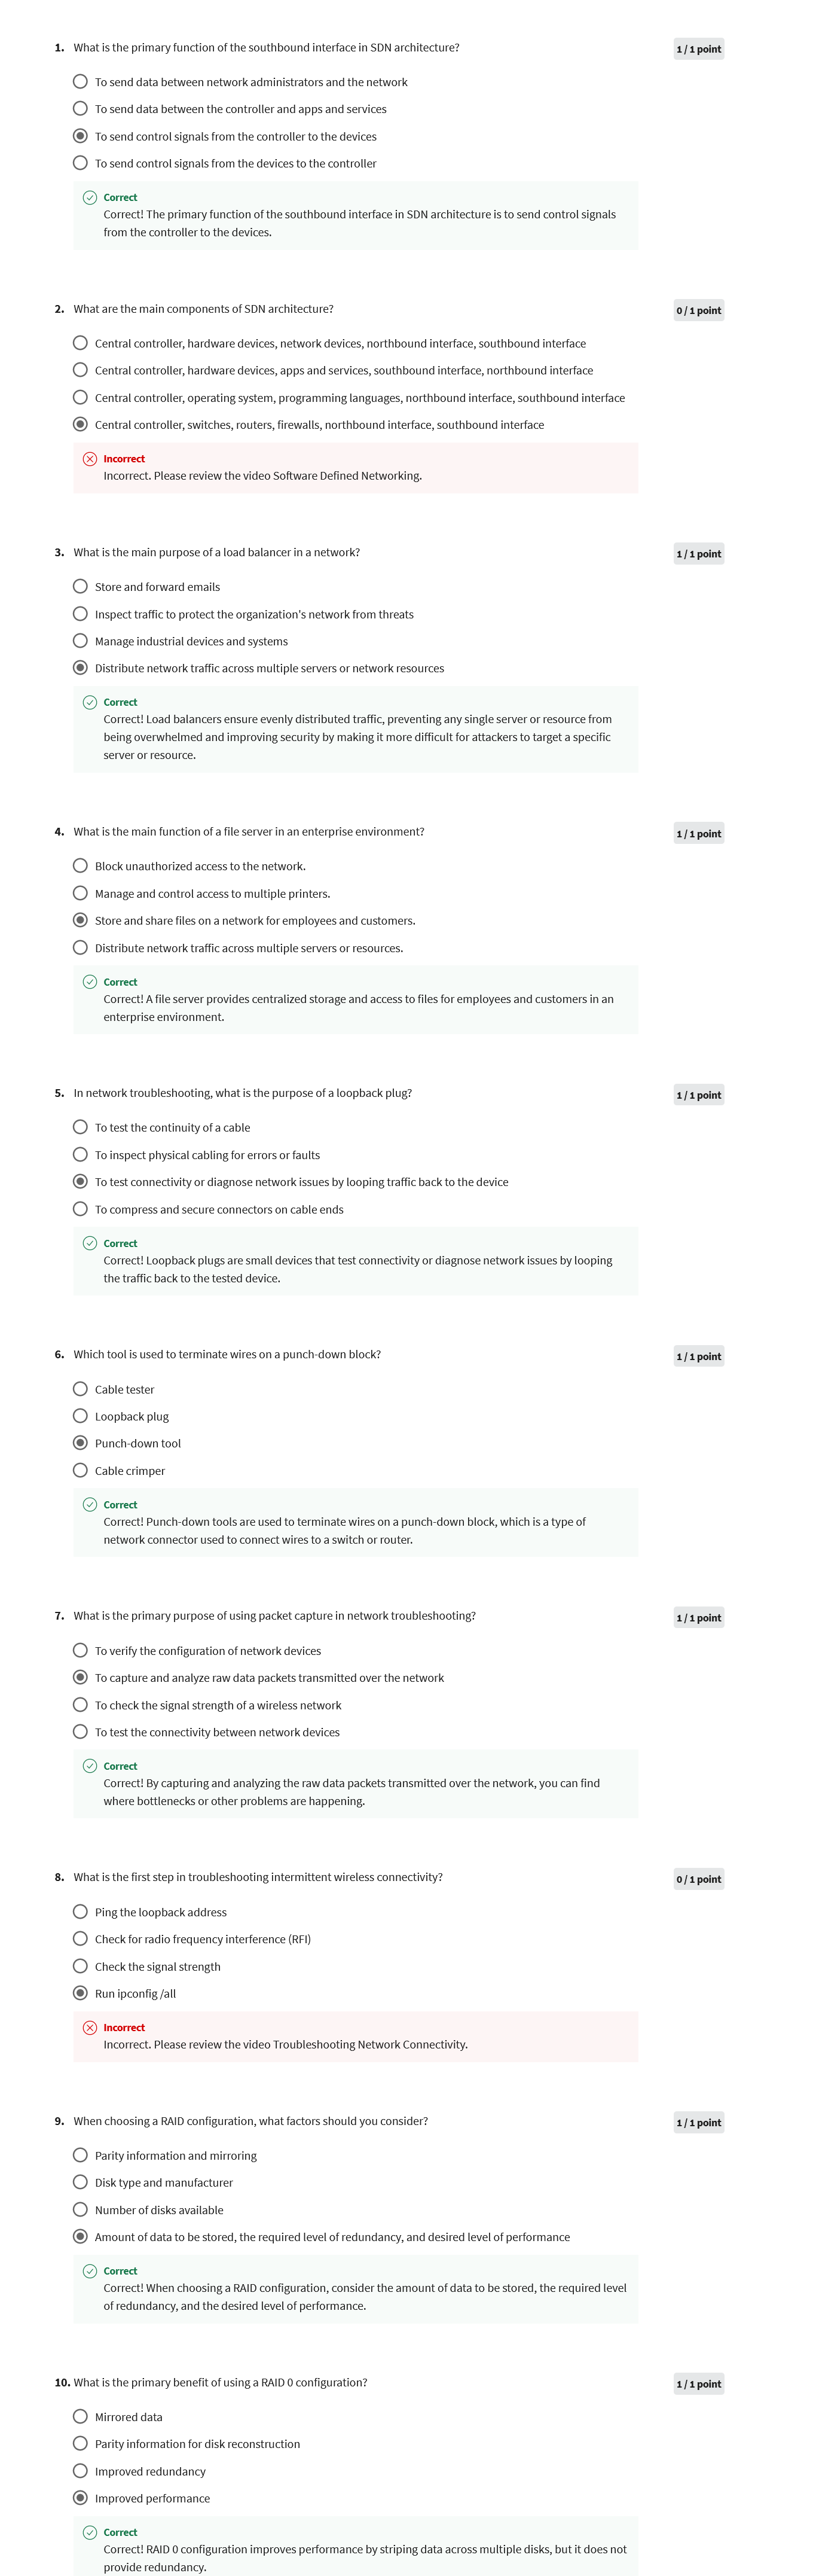 1. What is the primary function of the southbound interface in SDN architecture?
1 / 1 point
To send data between network administrators and the network
To send data between the controller and apps and services
To send control signals from the controller to the devices
To send control signals from the devices to the controller
Correct
Correct! The primary function of the southbound interface in SDN architecture is to send control signals
from the controller to the devices.
2. What are the main components of SDN architecture?
0 / 1 point
Central controller, hardware devices, network devices, northbound interface, southbound interface
Central controller, hardware devices, apps and services, southbound interface, northbound interface
Central controller, operating system, programming languages, northbound interface, southbound interface
Central controller, switches, routers, firewalls, northbound interface, southbound interface
Incorrect
Incorrect. Please review the video Software Defined Networking.
3. What is the main purpose of a load balancer in a network?
1 / 1 point
Store and forward emails
Inspect traffic to protect the organization's network from threats
Manage industrial devices and systems
Distribute network traffic across multiple servers or network resources
Correct
Correct! Load balancers ensure evenly distributed traffic, preventing any single server or resource from
being overwhelmed and improving security by making it more difficult for attackers to target a specific
server or resource.
4. What is the main function of a file server in an enterprise environment?
1 / 1 point
Block unauthorized access to the network.
Manage and control access to multiple printers.
Store and share files on a network for employees and customers.
Distribute network traffic across multiple servers or resources.
Correct
Correct! A file server provides centralized storage and access to files for employees and customers in an
enterprise environment.
5. In network troubleshooting, what is the purpose of a loopback plug?
1 / 1 point
To test the continuity of a cable
To inspect physical cabling for errors or faults
To test connectivity or diagnose network issues by looping traffic back to the device
To compress and secure connectors on cable ends
Correct
Correct! Loopback plugs are small devices that test connectivity or diagnose network issues by looping
the traffic back to the tested device.
6. Which tool is used to terminate wires on a punch-down block?
1 / 1 point
Cable tester
Loopback plug
Punch-down tool
Cable crimper
Correct
Correct! Punch-down tools are used to terminate wires on a punch-down block, which is a type of
network connector used to connect wires to a switch or router.
7. What is the primary purpose of using packet capture in network troubleshooting?
1 / 1 point
To verify the configuration of network devices
To capture and analyze raw data packets transmitted over the network
To check the signal strength of a wireless network
To test the connectivity between network devices
Correct
Correct! By capturing and analyzing the raw data packets transmitted over the network, you can find
where bottlenecks or other problems are happening.
8. What is the first step in troubleshooting intermittent wireless connectivity?
0 / 1 point
Ping the loopback address
Check for radio frequency interference (RFI)
Check the signal strength
Run ipconfig /all
Incorrect
Incorrect. Please review the video Troubleshooting Network Connectivity.
9. When choosing a RAID configuration, what factors should you consider?
1 / 1 point
Parity information and mirroring
Disk type and manufacturer
Number of disks available
Amount of data to be stored, the required level of redundancy, and desired level of performance
Correct
Correct! When choosing a RAID configuration, consider the amount of data to be stored, the required level
of redundancy, and the desired level of performance.
10. What is the primary benefit of using a RAID 0 configuration?
1 / 1 point
Mirrored data
Parity information for disk reconstruction
Improved redundancy
Improved performance
Correct
Correct! RAID 0 configuration improves performance by striping data across multiple disks, but it does not
provide redundancy.